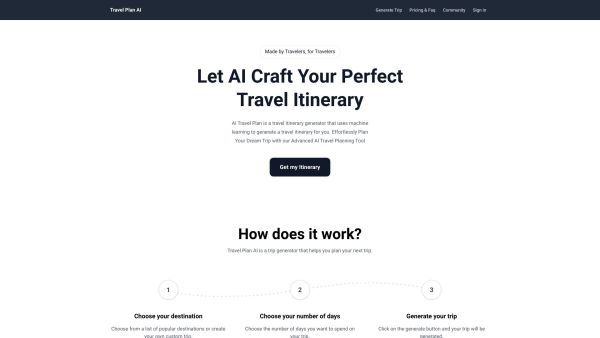 Travel Plan AI
Generate Trip Pricing & Faq Community Sign in
Made by Travelers, for Travelers
Let AI Craft Your Perfect
Travel Itinerary
AI Travel Plan is a travel itinerary generator that uses machine
learning to generate a travel itinerary for you. Effortlessly Plan
Your Dream Trip with our Advanced AI Travel Planning Tool
Get my Itinerary
How does it work?
Travel Plan AI is a trip generator that helps you plan your next trip.
1
2
3
Choose your destination
Choose your number of days
Generate your trip
Choose from a list of popular destinations or create
your own custom trip.
Choose the number of days you want to spend on
your trip.
Click on the generate button and your trip will be
generated.